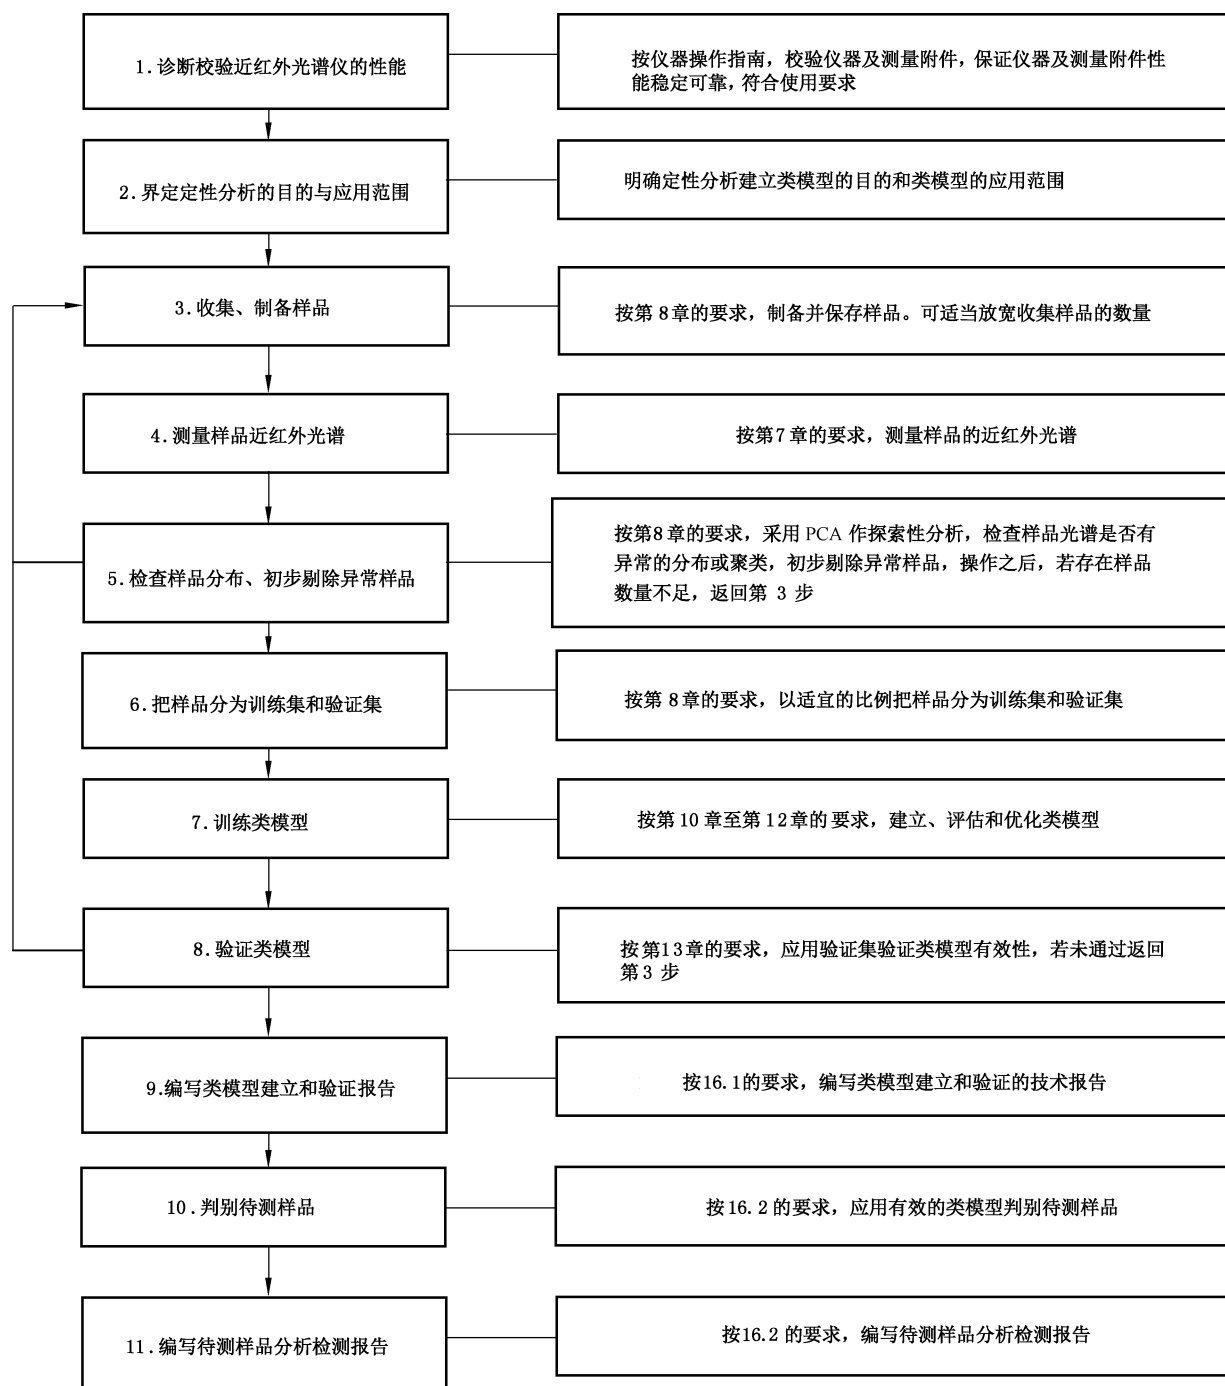 1.诊断校验近红外光谱仪的性能
按仪器操作指南，校验仪器及测量附件，保证仪器及测量附件性
能稳定可靠，符合使用要求
2.界定定性分析的目的与应用范围
明确定性分析建立类模型的目的和类模型的应用范围
3.收集、制备样品
按第8章的要求，制备并保存样品。可适当放宽收集样品的数量
4.测量样品近红外光谱
按第7章的要求，测量样品的近红外光谱
5.检查样品分布、初步剔除异常样品
按第8章的要求，采用 PCA 作探索性分析，检查样品光谱是否有
异常的分布或聚类，初步剔除异常样品，操作之后，若存在样品
数量不足，返回第 3 步
6.把样品分为训练集和验证集
按第 8章的要求，以适宜的比例把样品分为训练集和验证集
7.训练类模型
按第10章至第12章的要求，建立、评估和优化类模型
8.验证类模型
按第13章的要求，应用验证集验证类模型有效性，若未通过返回
第3 步
9.编写类模型建立和验证报告
按16.1的要求，编写类模型建立和验证的技术报告
10.判别待测样品
按16.2 的要求，应用有效的类模型判别待测样品
11.编写待测样品分析检测报告
按16.2 的要求，编写待测样品分析检测报告